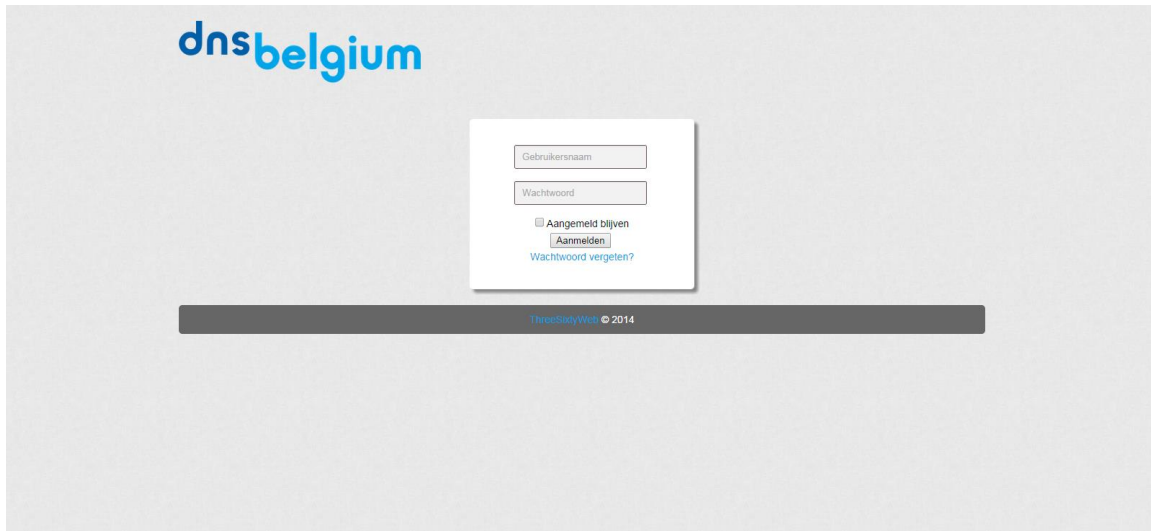 dnsbelgium
Gebruikersnaam
Wachtwoord
Aangemeld blijven
Aanmelden
Wachtwoord vergeten?
ThreeSixtyWeb © 2014